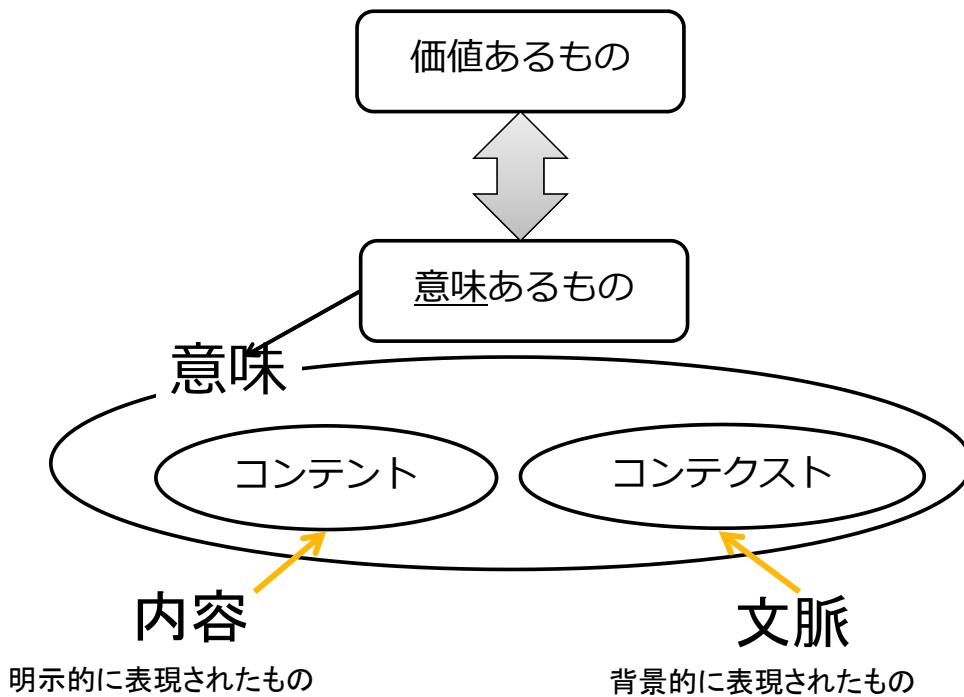 価値あるもの
意味あるもの
意味
コンテント
コンテクスト
内容
文脈
明示的に表現されたもの
背景的に表現されたもの